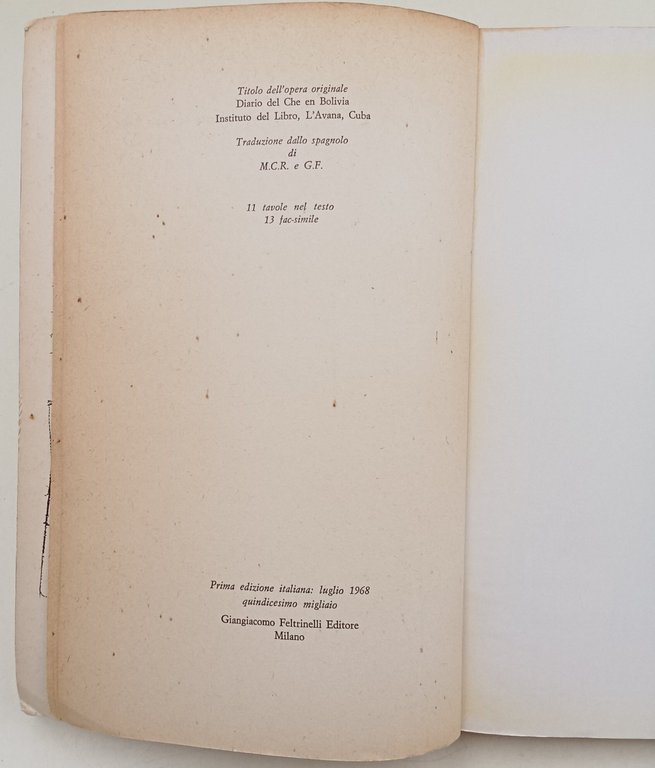 Titolo dell'opera originale
Diario del Che en Bolivia
Instituto del Libro, L'Avana, Cuba
Traduzione dallo spagnolo
di
M.C.R. e G.F.
11 tavole nel testo
13 fac-simile
Prima edizione italiana: luglio 1968
quindicesimo migliaio
Giangiacomo Feltrinelli Editore
Milano